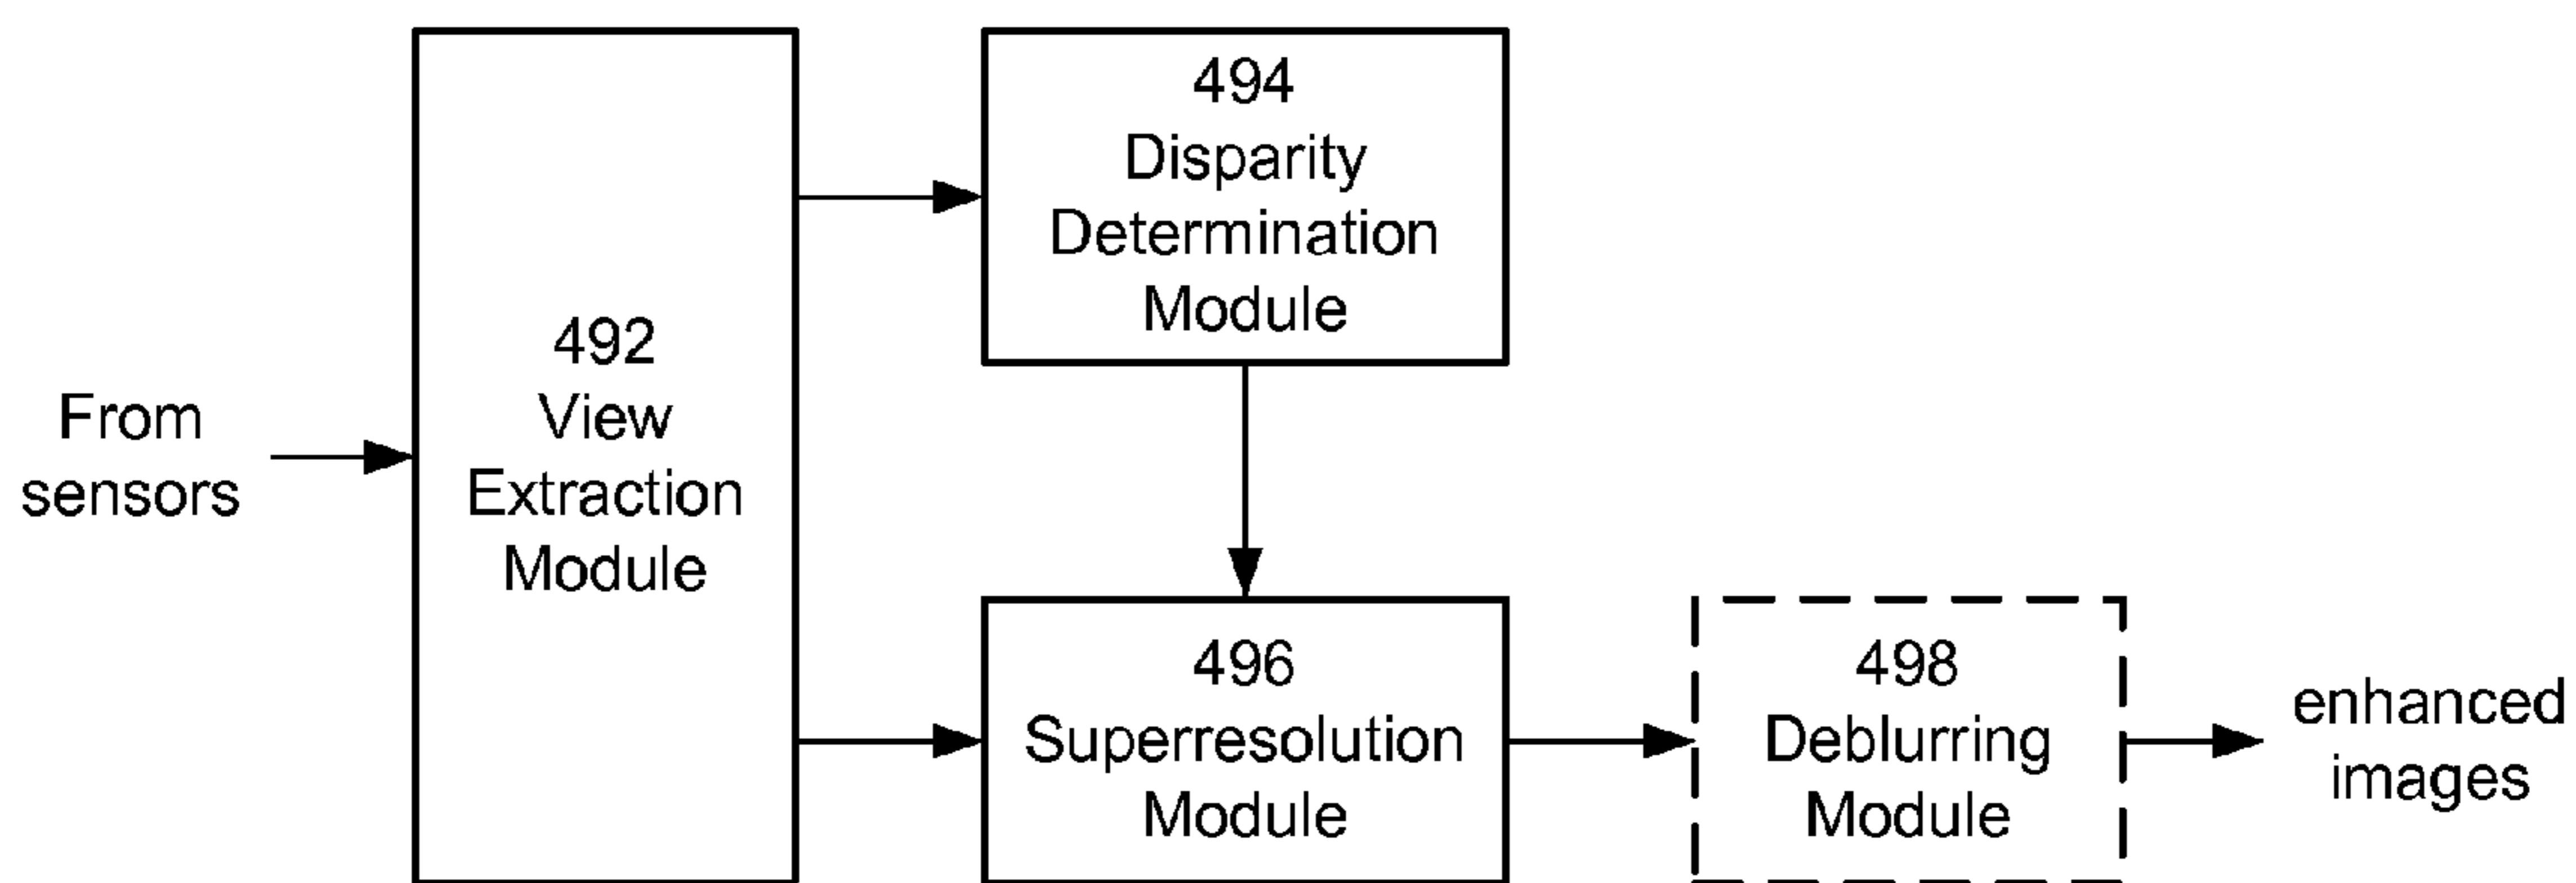 From
sensors
492
View
Extraction
Module
494
Disparity
Determination
Module
496
Superresolution
Module
498
Deblurring
Module
enhanced
images